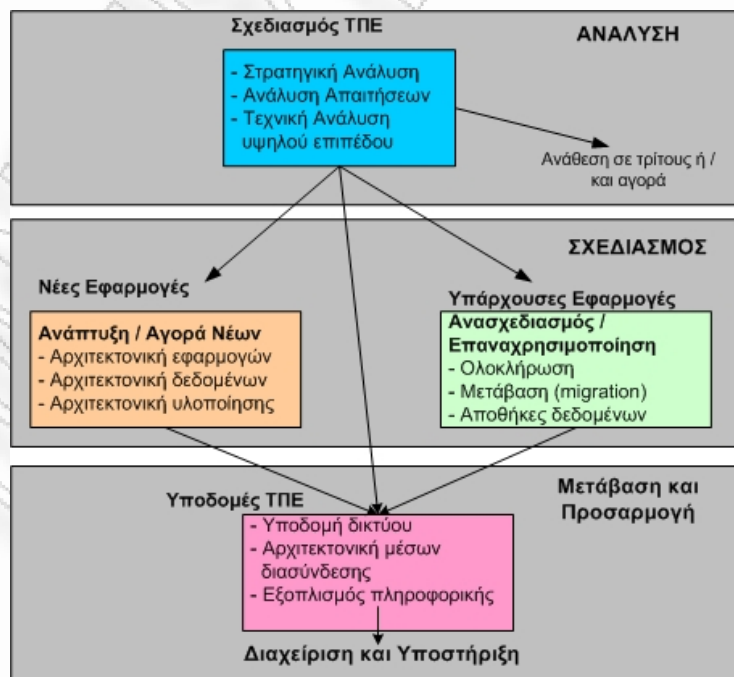 Σχεδιασμός ΤΠΕ
ΑΝΑΛΥΣΗ
- Στρατηγική Ανάλυση
- Ανάλυση Απαιτήσεων
- Τεχνική Ανάλυση
υψηλού επιπέδου
Ανάθεση σε τρίτους ή /
και αγορά
ΣΧΕΔΙΑΣΜΟΣ
Νέες Εφαρμογές
Ανάπτυξη / Αγορά Νέων
- Αρχιτεκτονική εφαρμογών
- Αρχιτεκτονική δεδομένων
- Αρχιτεκτονική υλοποίησης
Υπάρχουσες Εφαρμογές
Ανασχεδιασμός /
Επαναχρησιμοποίηση
- Ολοκλήρωση
- Μετάβαση (migration)
- Αποθήκες δεδομένων
Μετάβαση και
Προσαρμογή
Υποδομές ΤΠΕ
- Υποδομή δικτύου
- Αρχιτεκτονική μέσων
διασύνδεσης
- Εξοπλισμός πληροφορικής
Διαχείριση και Υποστήριξη